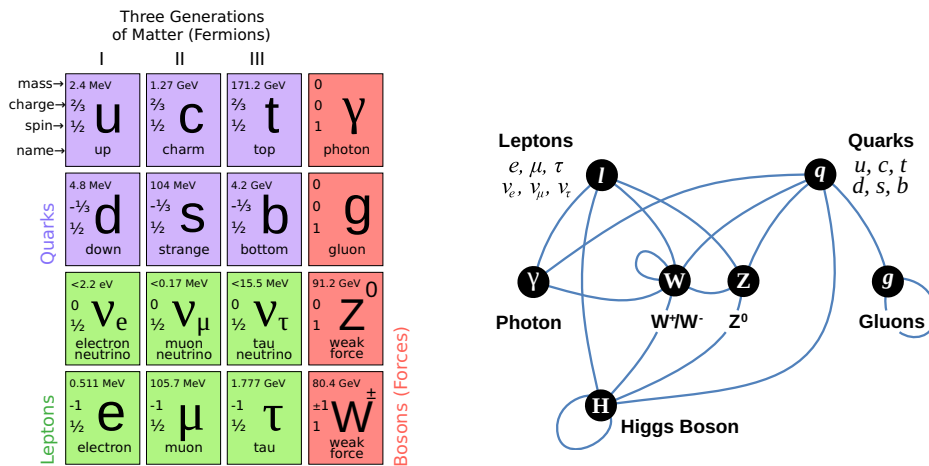 Three Generations
of Matter (Fermions)
I II III
mass→
charge→
spin→
name→
2.4 MeV
⅔
½
u
up
1.27 GeV
⅔
½
c
charm
171.2 GeV
⅔
½
t
top
0
0
1
γ
photon
Quarks
4.8 MeV
-⅓
½
d
down
104 MeV
-⅓
½
s
strange
4.2 GeV
-⅓
½
b
bottom
0
0
1
g
gluon
<2.2 eV
0
½
νe
electron
neutrino
<0.17 MeV
0
½
νμ
muon
neutrino
<15.5 MeV
0
½
ντ
tau
neutrino
91.2 GeV
0
1
Z⁰
weak
force
Leptons
0.511 MeV
-1
½
e
electron
105.7 MeV
-1
½
μ
muon
1.777 GeV
-1
½
τ
tau
80.4 GeV
±1
1
W±
weak
force
Bosons (Forces)
Leptons
e, μ, τ
νe, νμ, ντ
l
Quarks
u, c, t
d, s, b
q
γ
Photon
W
W⁺/W⁻
Z
Z⁰
g
Gluons
H
Higgs Boson